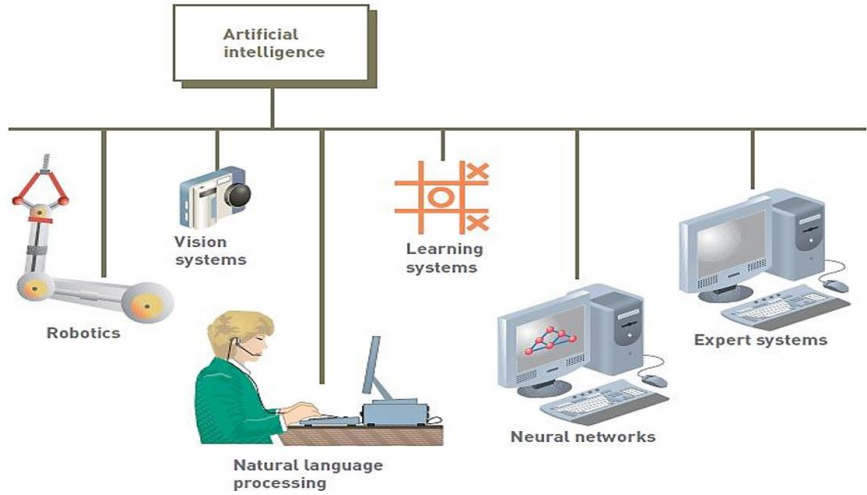 Artificial
intelligence
Robotics
Vision
systems
Natural language
processing
Learning
systems
Neural networks
Expert systems